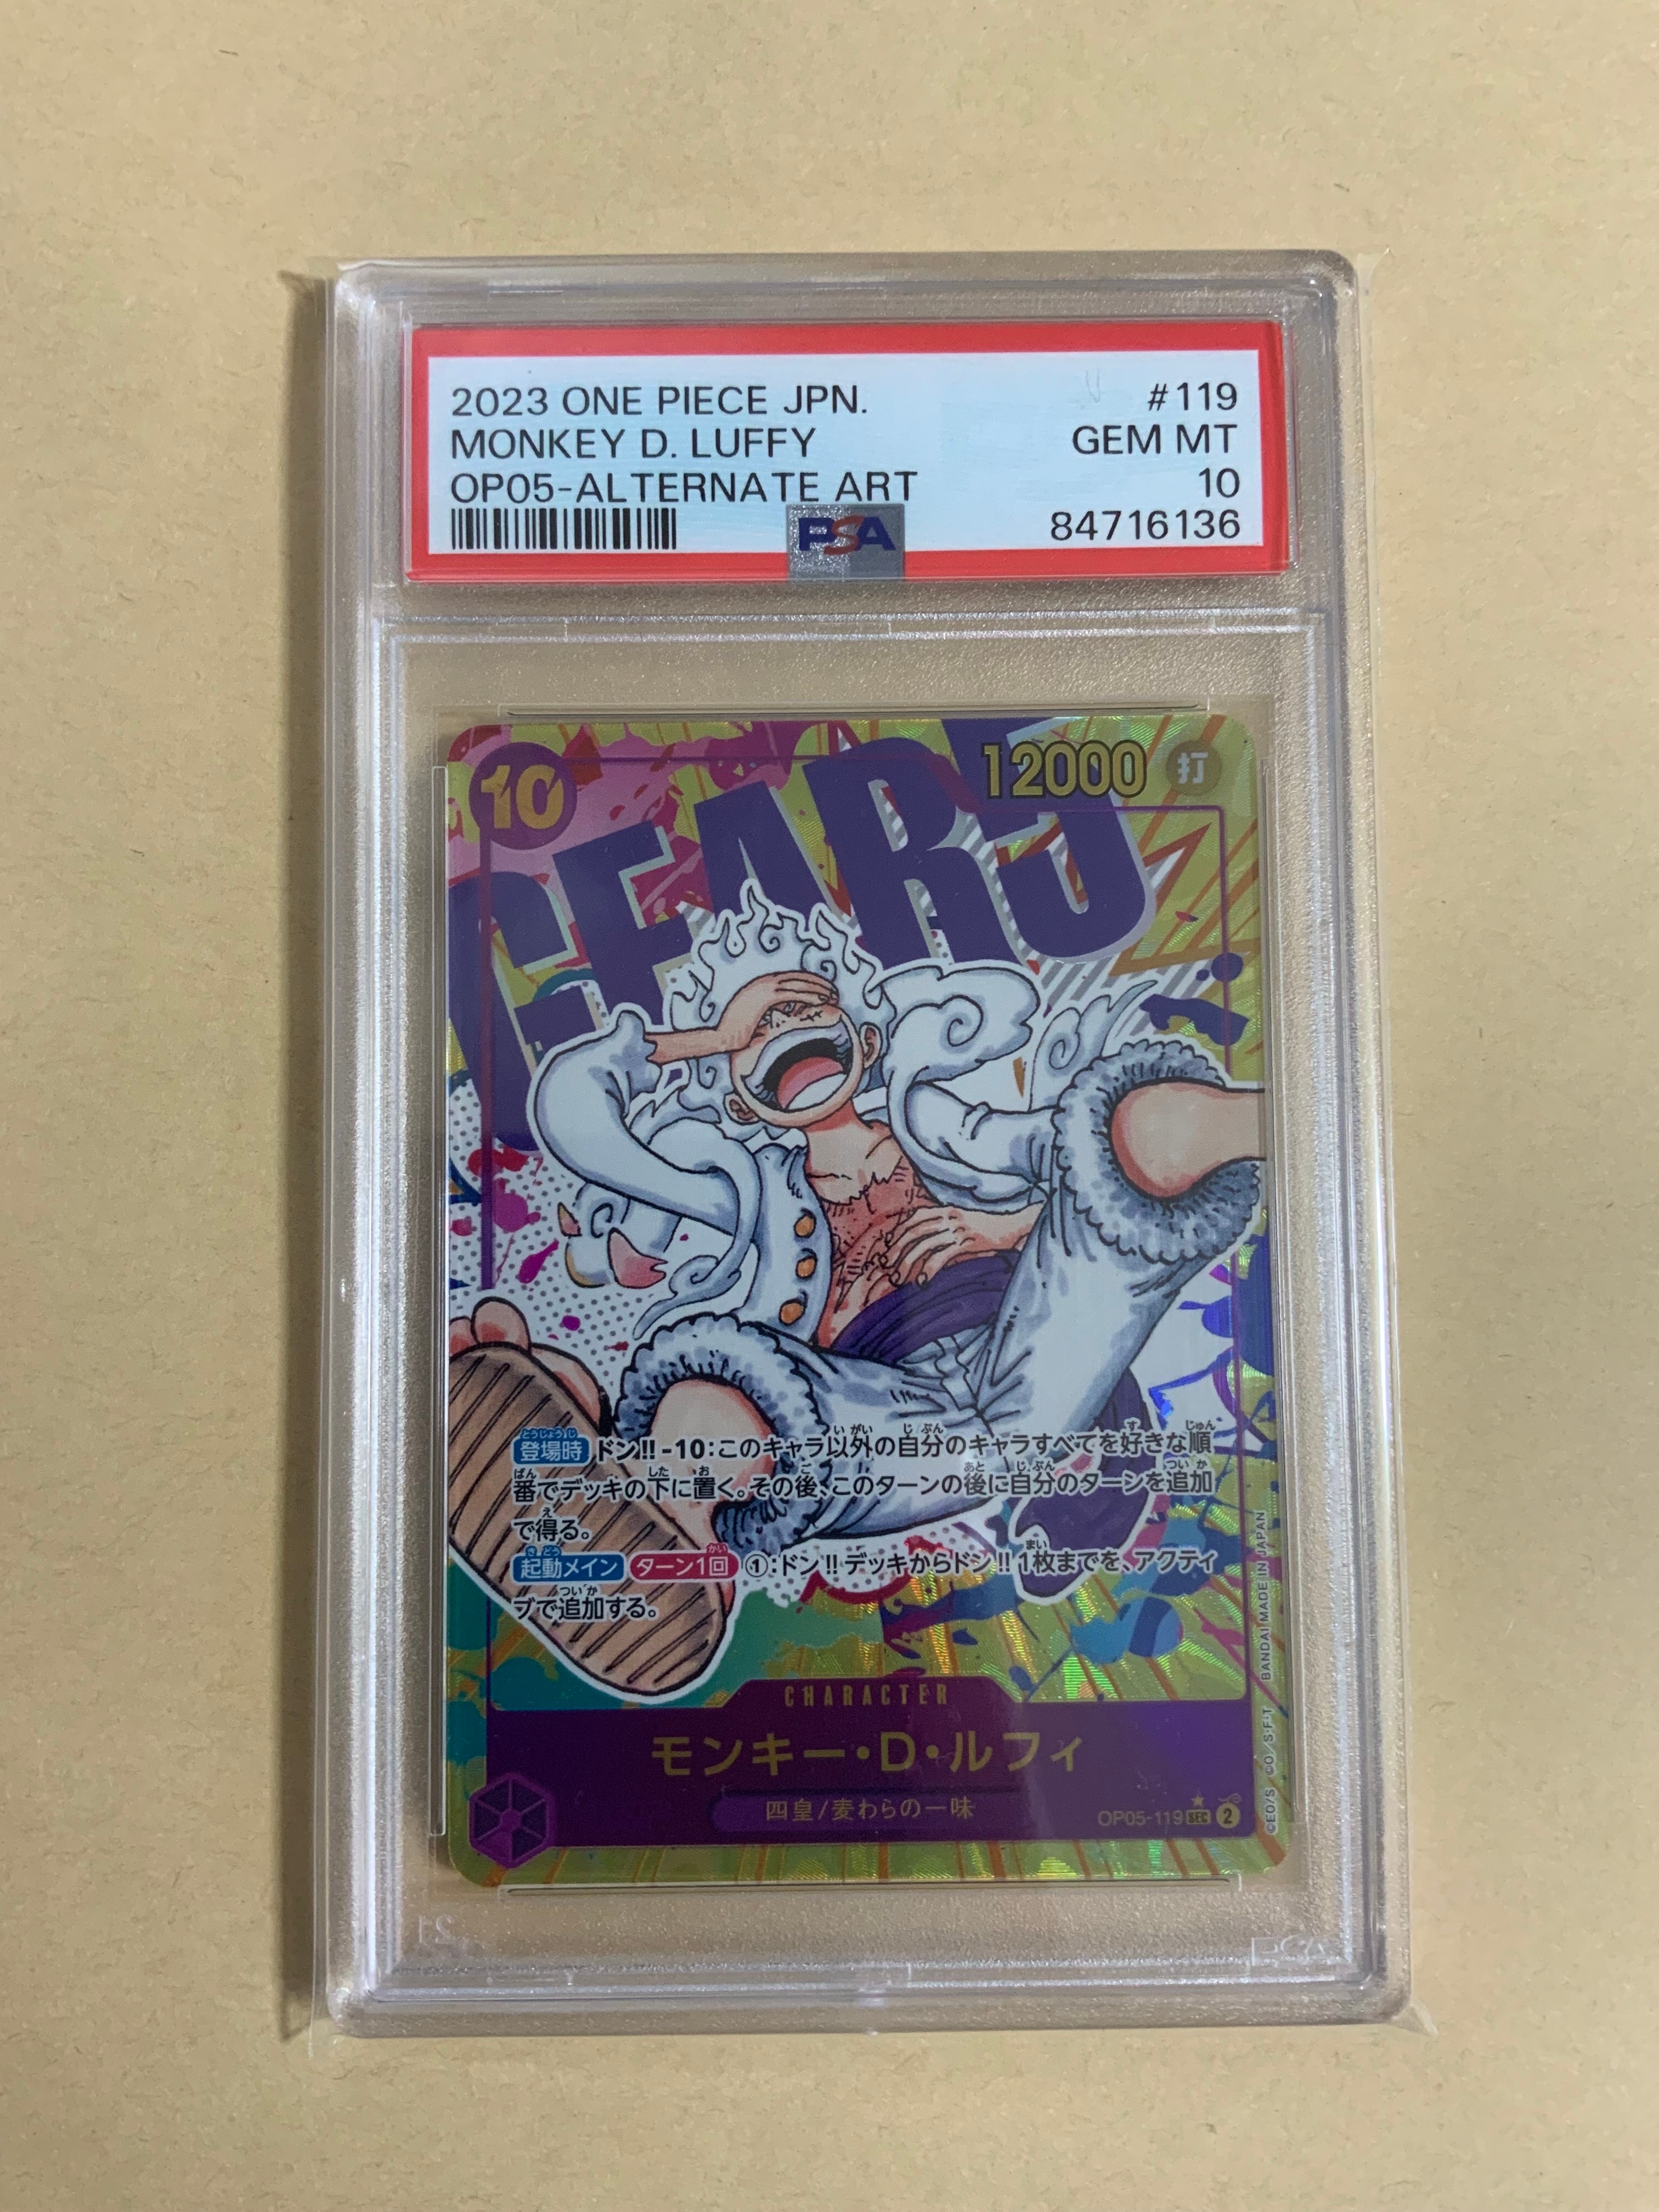 2023 ONE PIECE JPN. #119
MONKEY D. LUFFY GEM MT
OP05-ALTERNATE ART 10
84716136
PSA
10
12000 打
GEAR5
登場時 ドン!!-10:このキャラ以外の自分のキャラすべてを好きな順
番でデッキの下に置く。その後、このターンの後に自分のターンを追加
で得る。
起動メイン ターン1回 ①:ドン!!デッキからドン!!1枚までを、アクティ
ブで追加する。
CHARACTER
モンキー・D・ルフィ
四皇/麦わらの一味
OP05-119 SEC 2
©EO/S ©O/S・F・T BANDAI MADE IN JAPAN